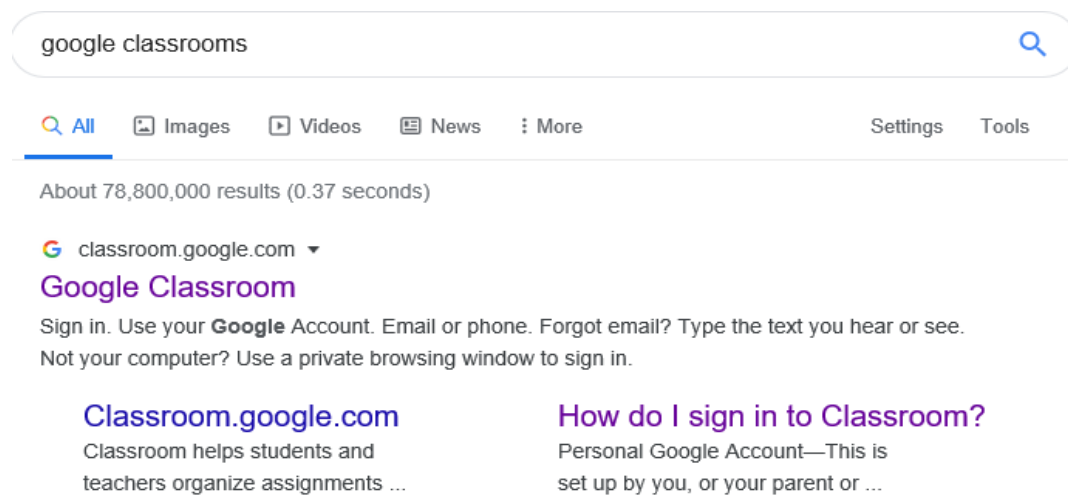 google classrooms
All Images Videos News More Settings Tools
About 78,800,000 results (0.37 seconds)
classroom.google.com
Google Classroom
Sign in. Use your Google Account. Email or phone. Forgot email? Type the text you hear or see.
Not your computer? Use a private browsing window to sign in.
Classroom.google.com
Classroom helps students and
teachers organize assignments ...
How do I sign in to Classroom?
Personal Google Account—This is
set up by you, or your parent or ...